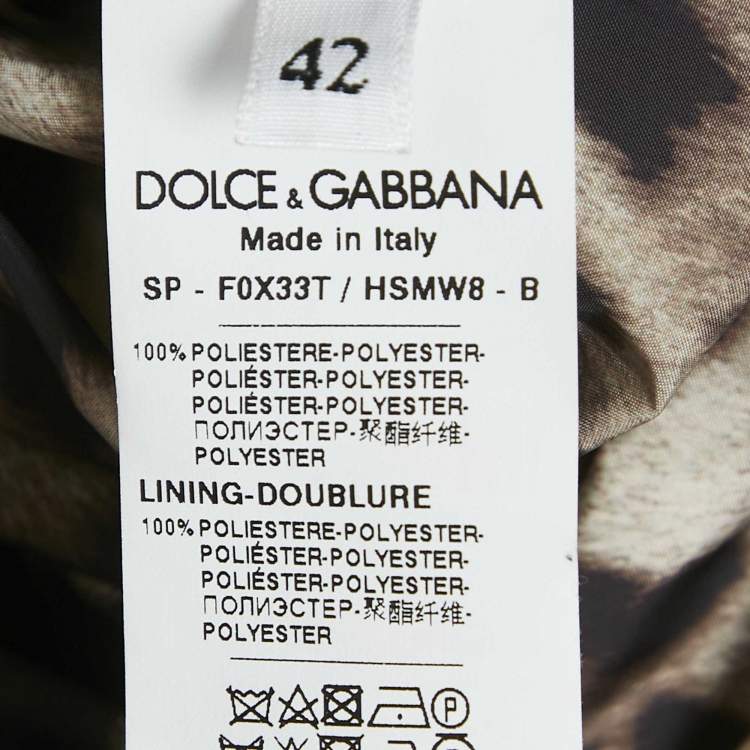 42
DOLCE & GABBANA
Made in Italy
SP - F0X33T / HSMW8 - B
100% POLIESTERE-POLYESTER-
POLIÉSTER-POLYESTER-
POLIÉSTER-POLYESTER-
ПОЛИЭСТЕР-聚酯纤维-
POLYESTER
LINING-DOUBLURE
100% POLIESTERE-POLYESTER-
POLIÉSTER-POLYESTER-
POLIÉSTER-POLYESTER-
ПОЛИЭСТЕР-聚酯纤维-
POLYESTER
P